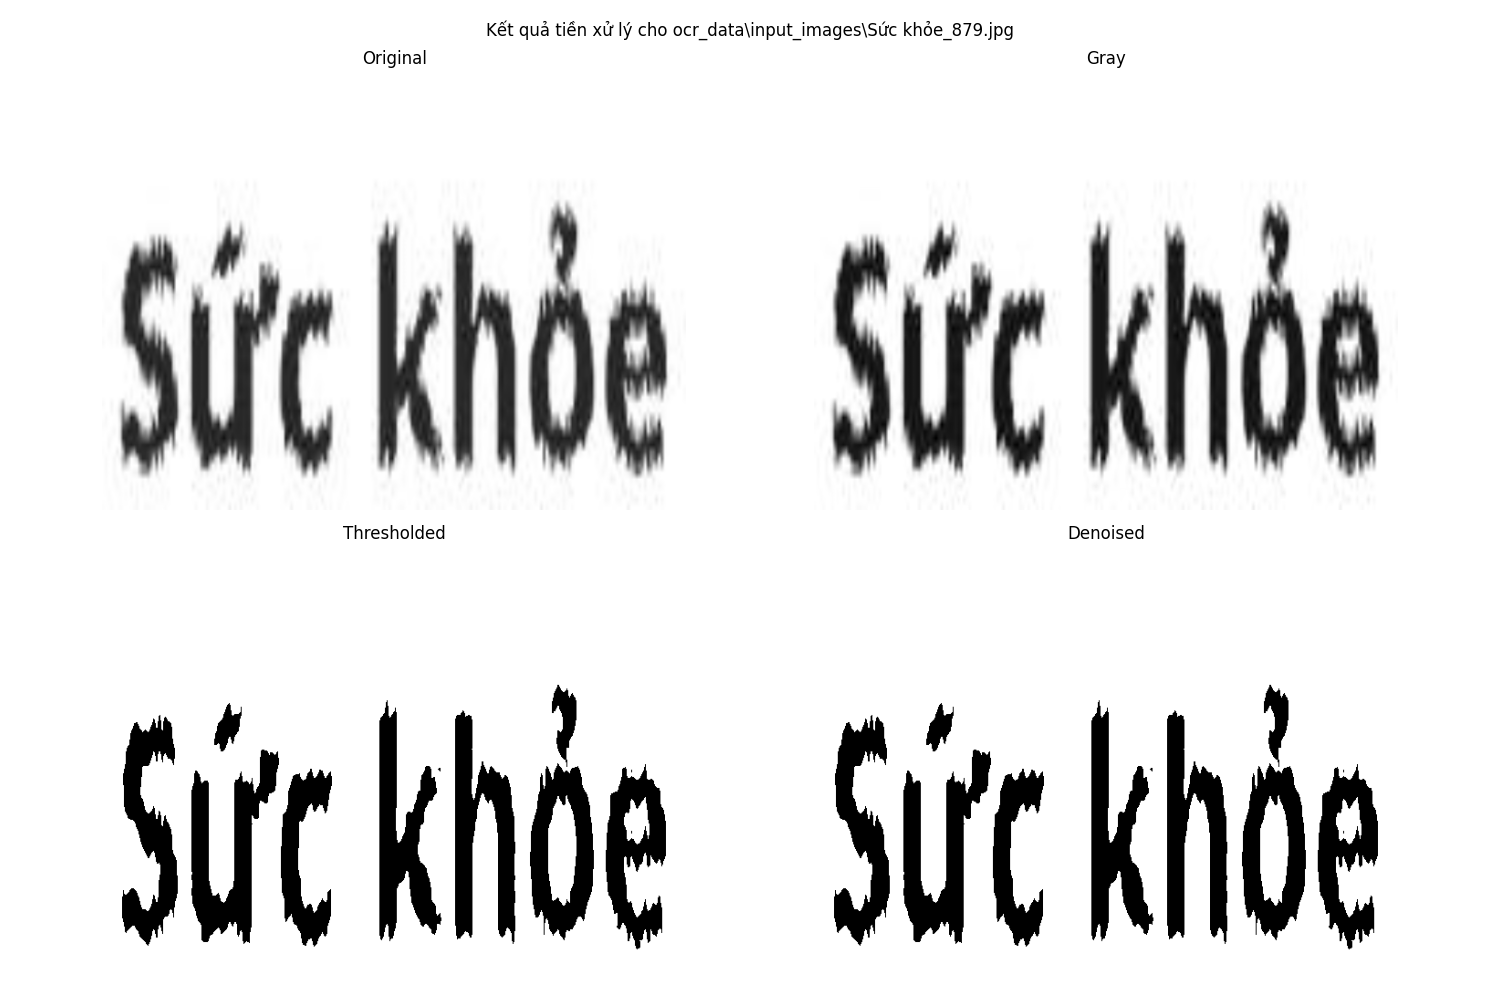 Kết quả tiền xử lý cho ocr_data\input_images\Sức khỏe_879.jpg
Original
Gray
Sức khỏe
Sức khỏe
Thresholded
Denoised
Sức khỏe
Sức khỏe